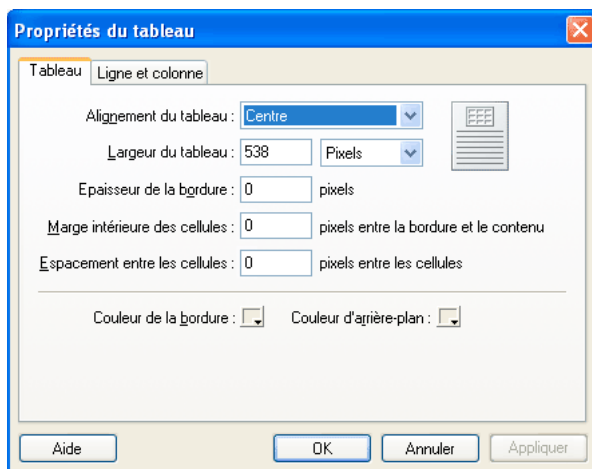 Propriétés du tableau
Tableau
Ligne et colonne
Alignement du tableau : Centre
Largeur du tableau : 538 Pixels
Epaisseur de la bordure : 0 pixels
Marge intérieure des cellules : 0 pixels entre la bordure et le contenu
Espacement entre les cellules : 0 pixels entre les cellules
Couleur de la bordure : Couleur d'arrière-plan :
Aide OK Annuler Appliquer